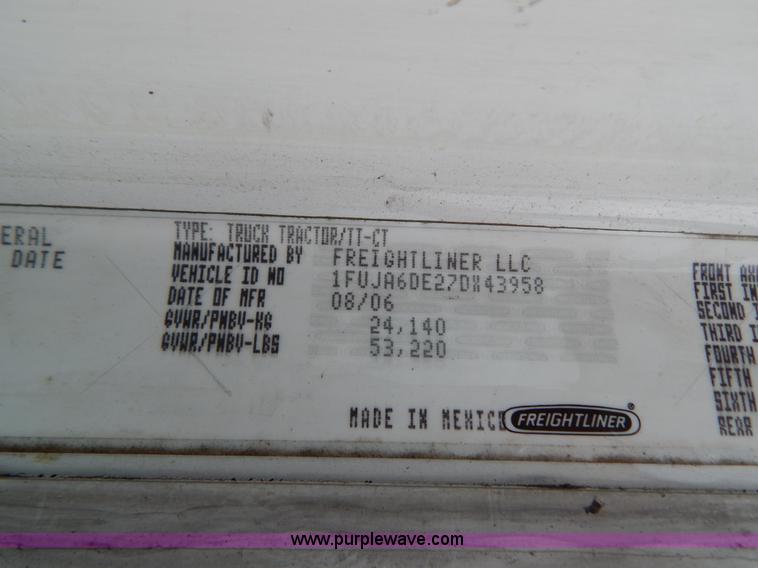 ERAL
DATE
TYPE: TRUCK TRACTOR/TT-CT
MANUFACTURED BY FREIGHTLINER LLC
VEHICLE ID NO 1FUJA6DE27DX43958
DATE OF MFR 08/06
GVWR/PNBV-KG 24,140
GVWR/PNBV-LBS 53,220
MADE IN MEXICO
FREIGHTLINER®
FRONT AX
FIRST IN
SECOND I
THIRD I
FOURTH
FIFTH
SIXTH
REAR
www.purplewave.com